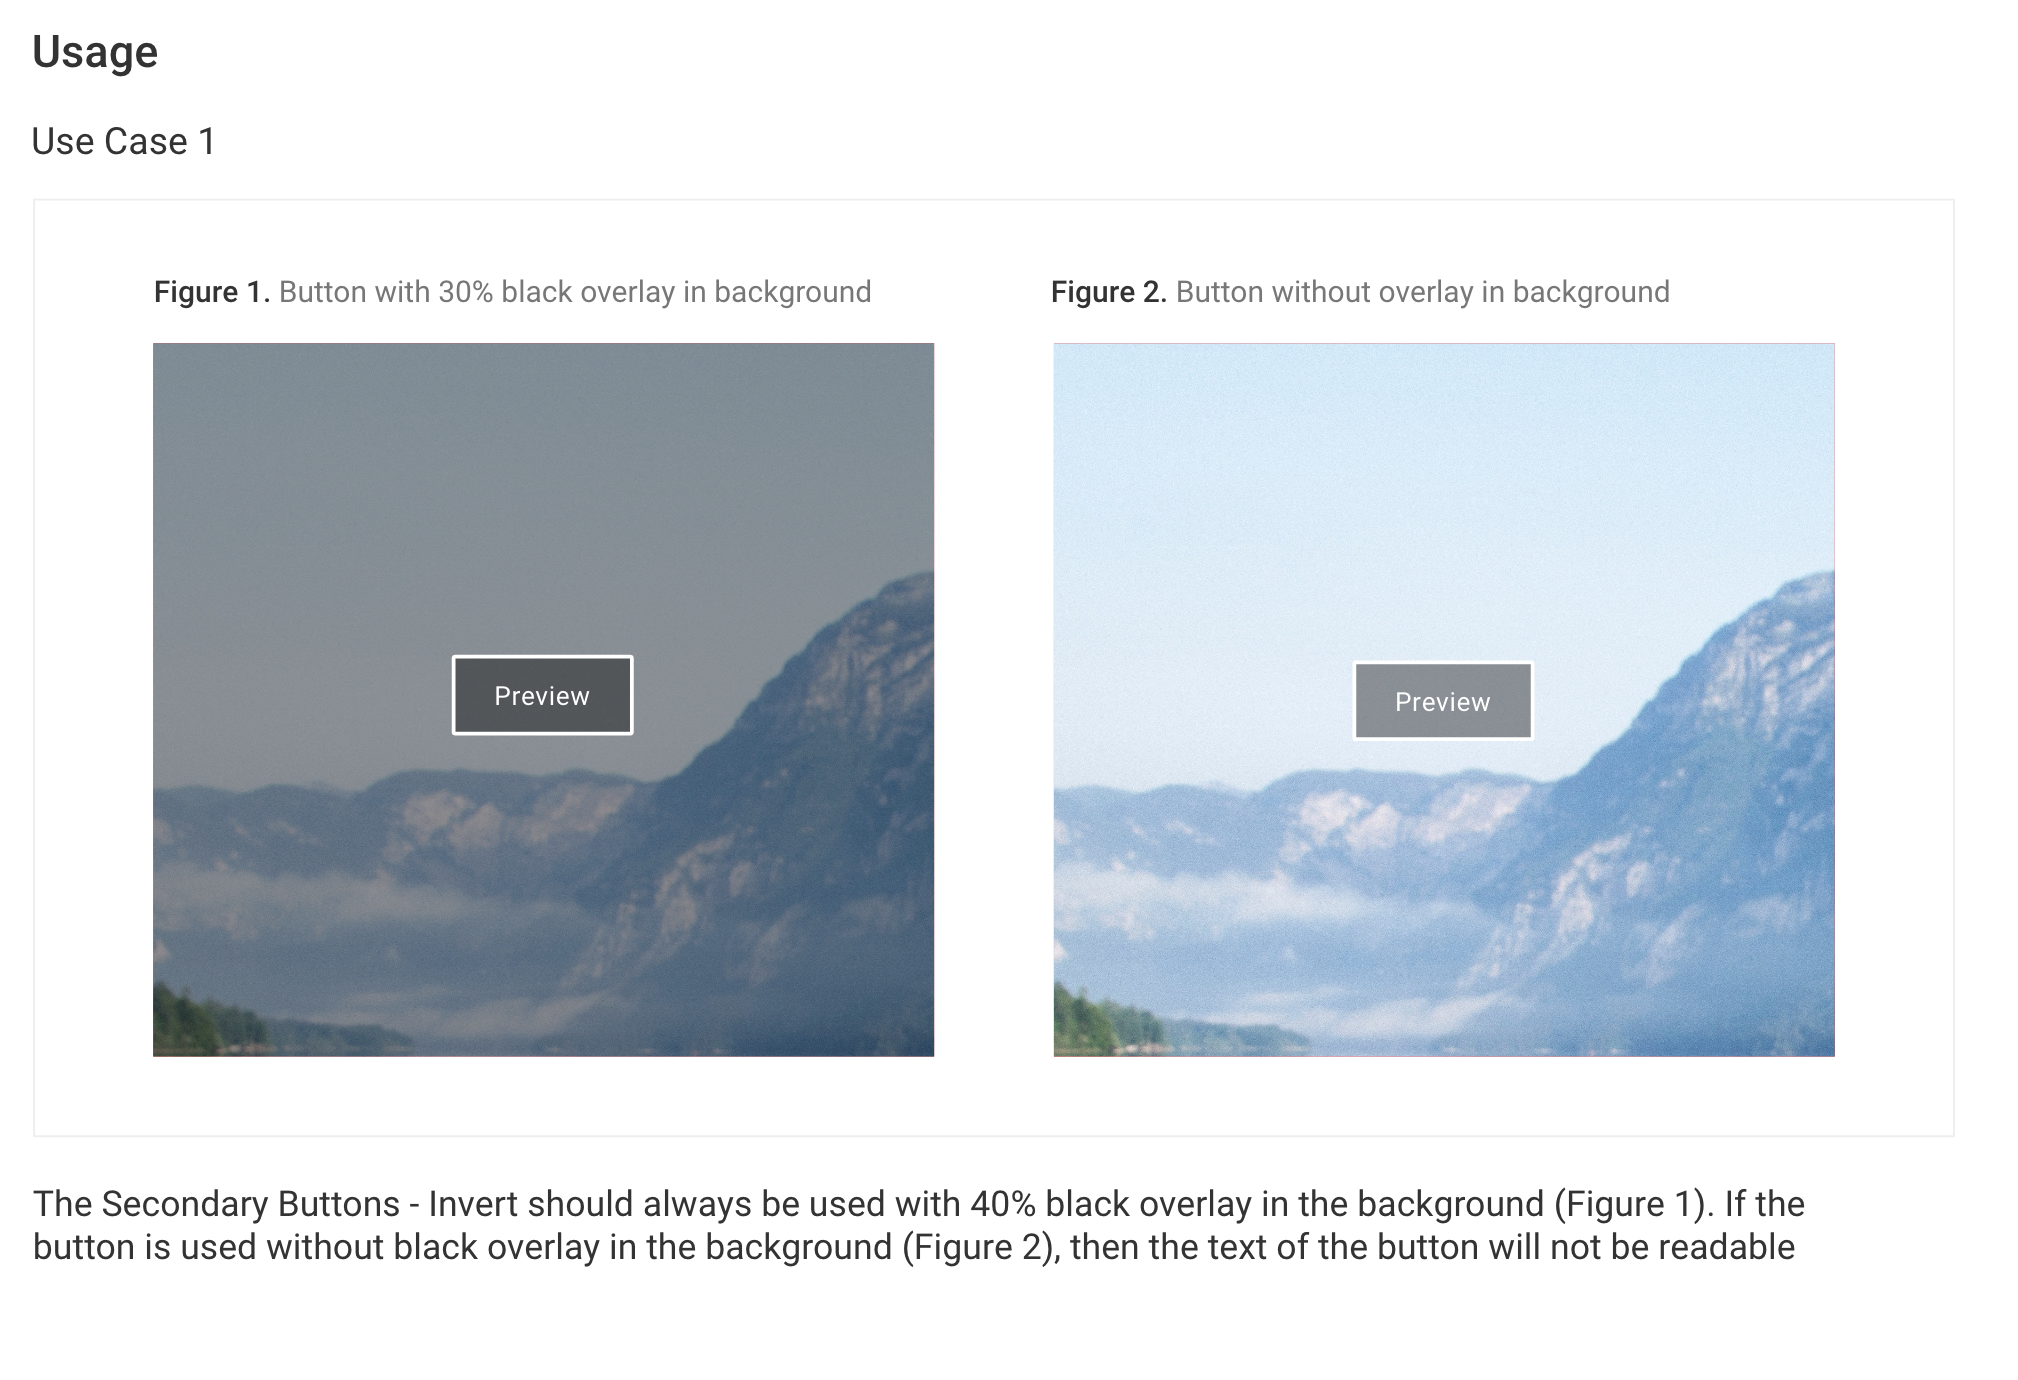 Usage
Use Case 1
Figure 1. Button with 30% black overlay in background
Figure 2. Button without overlay in background
Preview
Preview
The Secondary Buttons - Invert should always be used with 40% black overlay in the background (Figure 1). If the
button is used without black overlay in the background (Figure 2), then the text of the button will not be readable